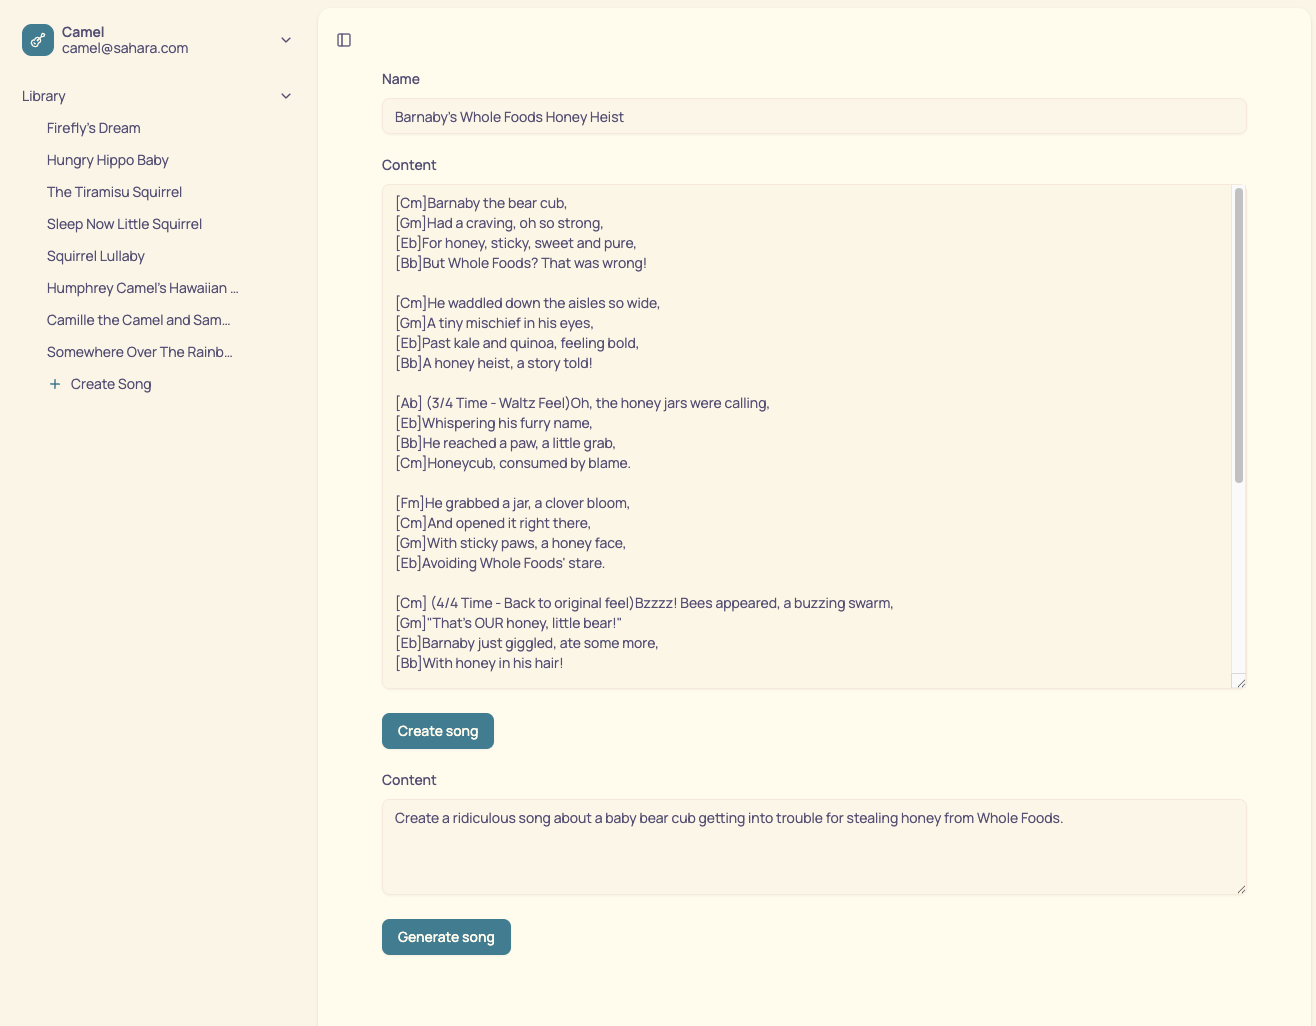 Camel
camel@sahara.com
Library
Firefly's Dream
Hungry Hippo Baby
The Tiramisu Squirrel
Sleep Now Little Squirrel
Squirrel Lullaby
Humphrey Camel's Hawaiian ...
Camille the Camel and Sam...
Somewhere Over The Rainb...
Create Song
Name
Barnaby's Whole Foods Honey Heist
Content
[Cm]Barnaby the bear cub,
[Gm]Had a craving, oh so strong,
[Eb]For honey, sticky, sweet and pure,
[Bb]But Whole Foods? That was wrong!
[Cm]He waddled down the aisles so wide,
[Gm]A tiny mischief in his eyes,
[Eb]Past kale and quinoa, feeling bold,
[Bb]A honey heist, a story told!
[Ab] (3/4 Time - Waltz Feel)Oh, the honey jars were calling,
[Eb]Whispering his furry name,
[Bb]He reached a paw, a little grab,
[Cm]Honeycub, consumed by blame.
[Fm]He grabbed a jar, a clover bloom,
[Cm]And opened it right there,
[Gm]With sticky paws, a honey face,
[Eb]Avoiding Whole Foods' stare.
[Cm] (4/4 Time - Back to original feel)Bzzzz! Bees appeared, a buzzing swarm,
[Gm]"That's OUR honey, little bear!"
[Eb]Barnaby just giggled, ate some more,
[Bb]With honey in his hair!
Create song
Content
Create a ridiculous song about a baby bear cub getting into trouble for stealing honey from Whole Foods.
Generate song